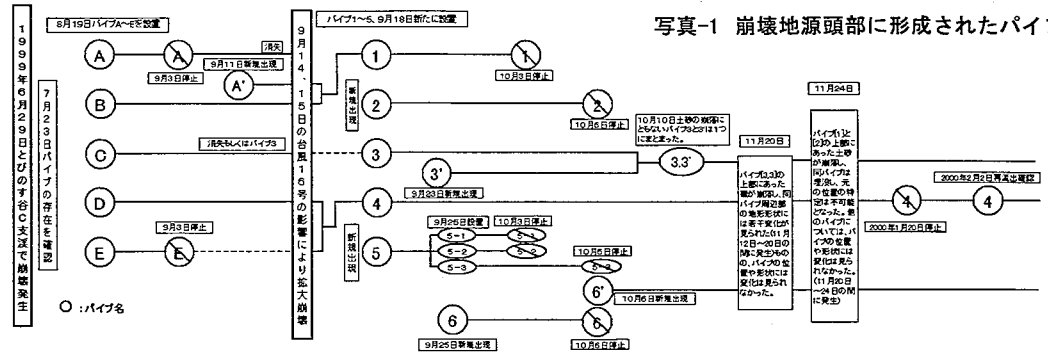 写真-1 崩壊地源頭部に形成されたパイプ
1999年6月29日とびのす谷C支渓で崩壊発生
7月23日パイプの存在を確認
8月19日パイプA~Eを設置
A
A
消失
9月3日停止
9月11日新規出現
A'
B
C
消失もしくはパイプ3
D
E
9月3日停止
E
○:パイプ名
9月14、15日の台風16号の影響により拡大崩壊
パイプ1~5、9月18日新たに設置
1
1
10月3日停止
新規出現
2
2
10月6日停止
3
3'
9月23日新規出現
10月10日土砂の崩落に
ともないパイプ3と3'は1つ
にまとまった。
3.3'
4
新規出現
5
9月25日設置
10月3日停止
5-1
5-1
5-2
5-2
10月6日停止
5-3
5-3
6'
10月6日新規出現
6
6
9月25日新規出現
10月6日停止
11月20日
パイプ[3,3']の
上部にあった
礫が崩落し、同
パイプ周辺部
の地形形状に
は若干変化が
見られた(11月
12日~20日の
間に発生)もの
の、パイプの位
置や形状には
変化は見られ
なかった。
11月24日
パイプ[1]と
[2]の上部に
あった土砂
が崩落し、
同パイプは
埋没し、元
の位置の特
定は不可能
となった。他
のパイプに
ついては、パ
イプの位置
や形状には
変化は見ら
れなかった。
(11月20日
~24日の間
に発生)
4
2000年1月20日停止
2000年2月2日再湧出確認
4